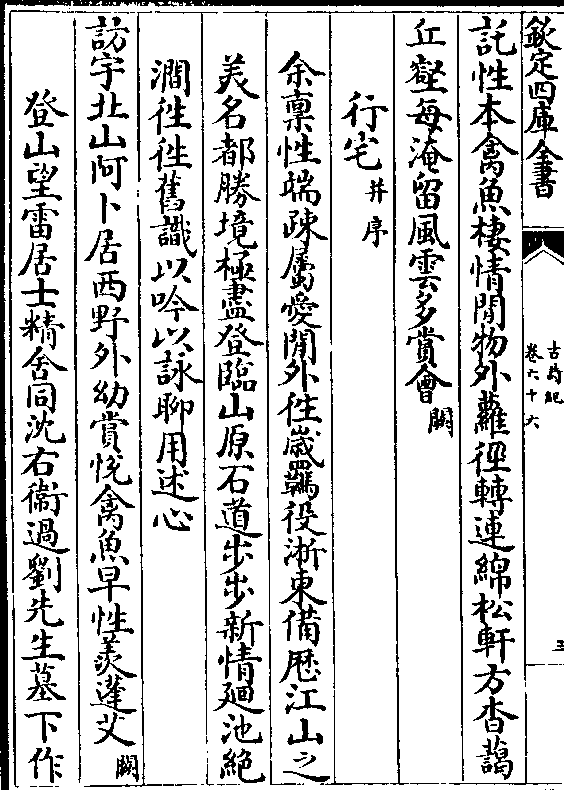 欽定四庫全書
古詩紀
卷六十六
五
託性本禽魚棲情閒物外蘿徑轉連綿松軒方杳藹
丘壑每淹留風雲多賞會闕
行宅并序
余稟性端疎屬愛閒外徃嵗羈役浙東備歴江山之
美名都勝境極盡登臨山原石道步步新情廻池絶
澗徃徃舊識以吟以詠聊用述心
訪宇北山阿卜居西野外幼賞悅禽魚早性羡蓬艾闕
登山望雷居士精舍同沈右衛過劉先生墓下作